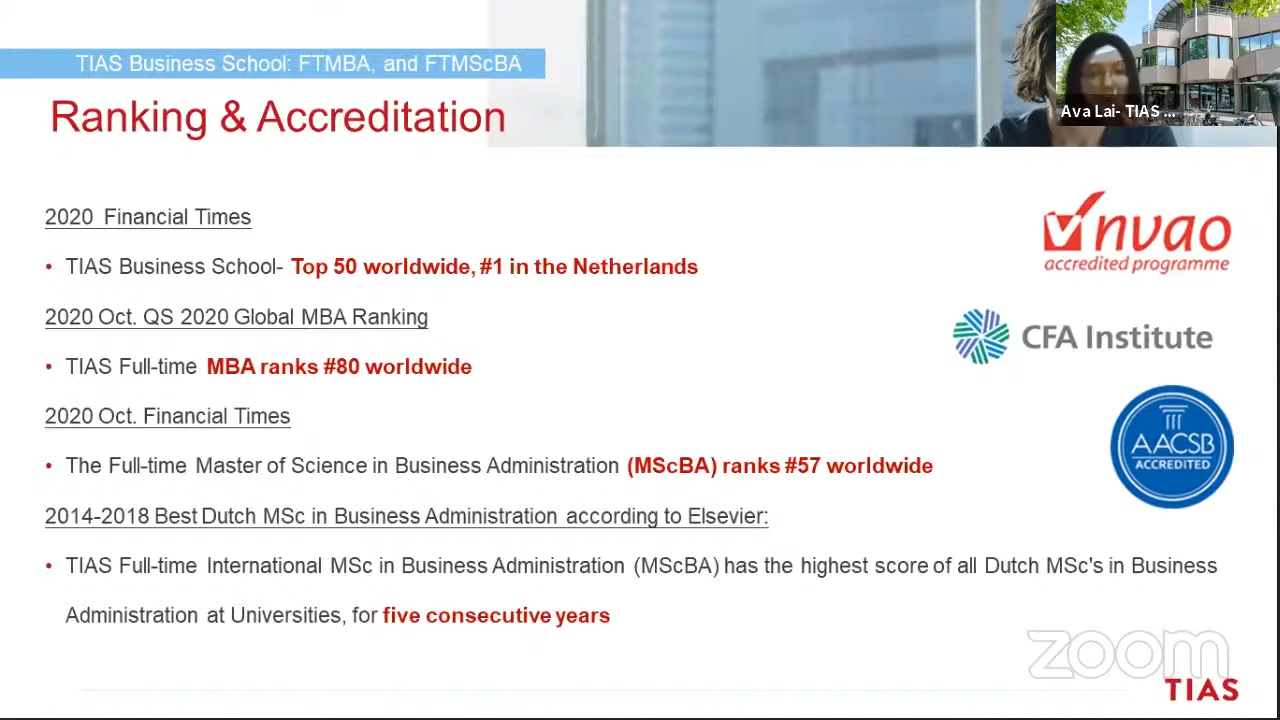 TIAS Business School: FTMBA, and FTMScBA
Ranking & Accreditation
Ava Lai- TIAS ...
2020 Financial Times
• TIAS Business School- Top 50 worldwide, #1 in the Netherlands
2020 Oct. QS 2020 Global MBA Ranking
• TIAS Full-time MBA ranks #80 worldwide
2020 Oct. Financial Times
• The Full-time Master of Science in Business Administration (MScBA) ranks #57 worldwide
2014-2018 Best Dutch MSc in Business Administration according to Elsevier:
• TIAS Full-time International MSc in Business Administration (MScBA) has the highest score of all Dutch MSc's in Business
Administration at Universities, for five consecutive years
nvao
accredited programme
CFA Institute
AACSB
ACCREDITED
zoom
TIAS